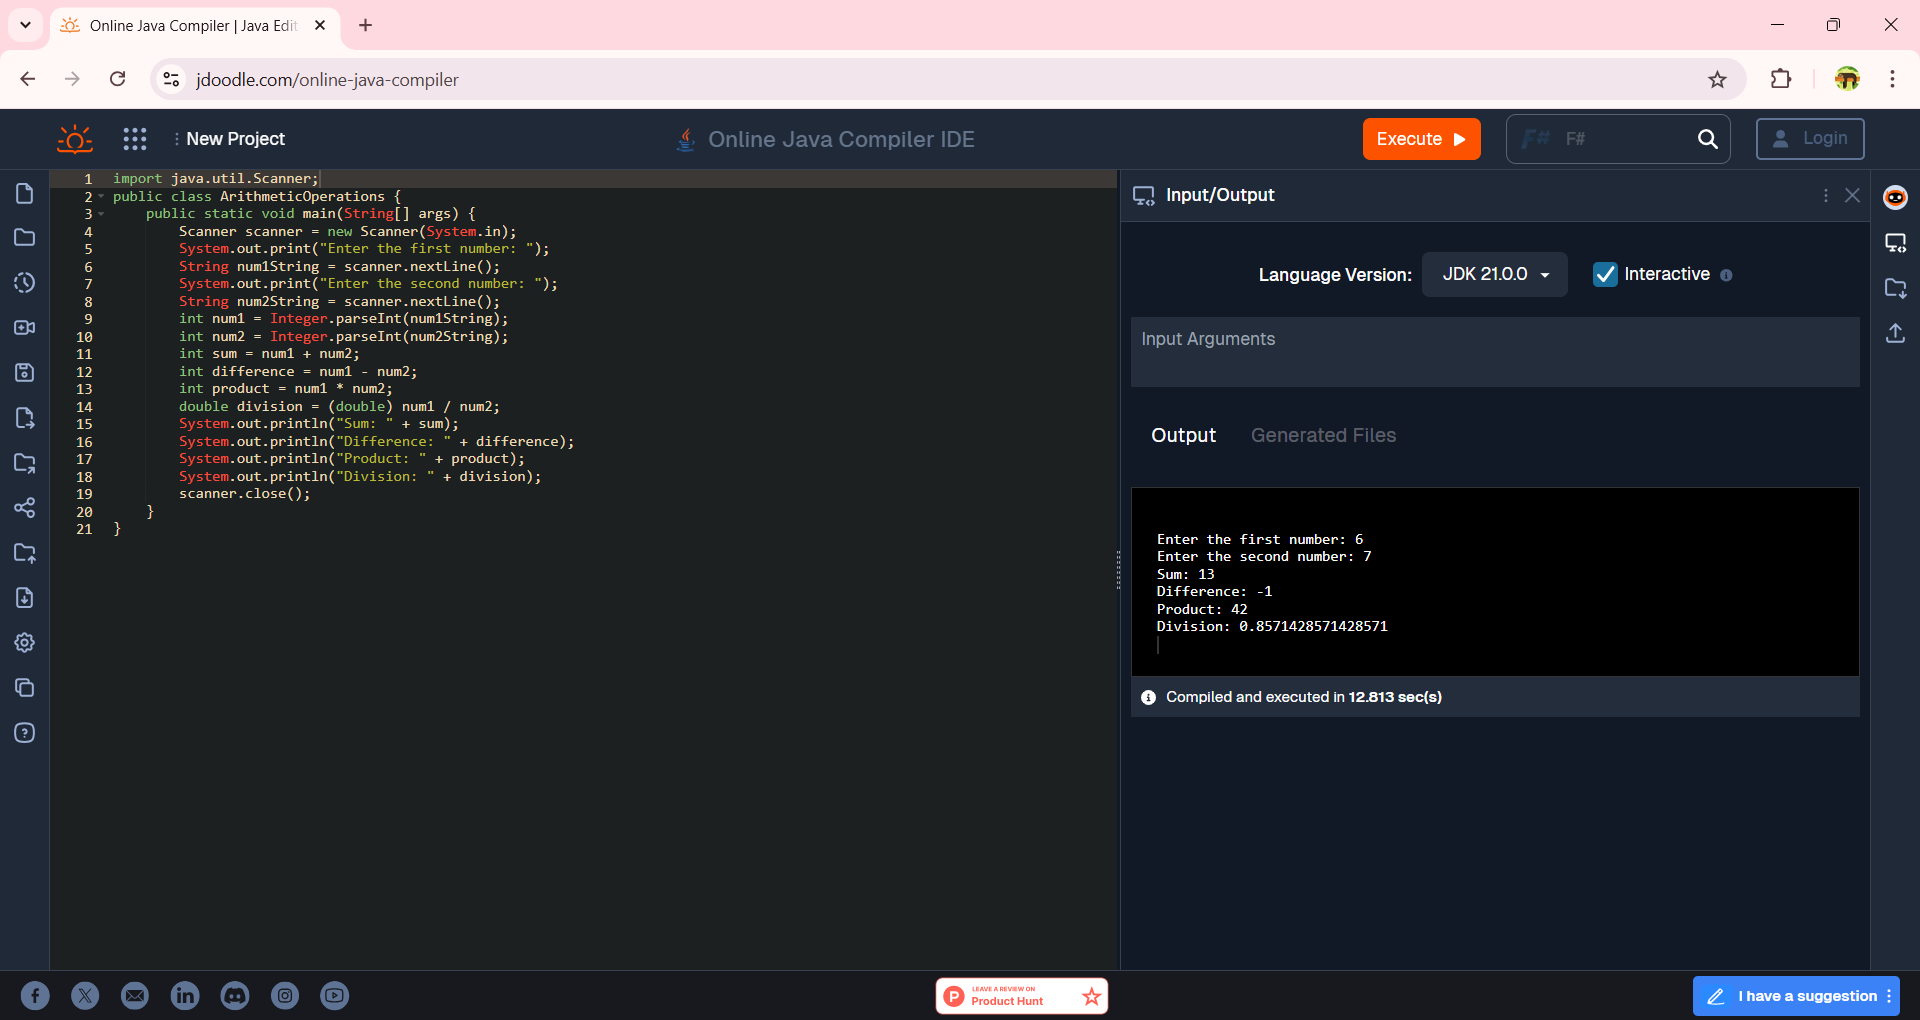 Online Java Compiler | Java Edit
jdoodle.com/online-java-compiler
New Project
Online Java Compiler IDE
Execute
F# F#
Login
1 import java.util.Scanner;
2 public class ArithmeticOperations {
3     public static void main(String[] args) {
4         Scanner scanner = new Scanner(System.in);
5         System.out.print("Enter the first number: ");
6         String num1String = scanner.nextLine();
7         System.out.print("Enter the second number: ");
8         String num2String = scanner.nextLine();
9         int num1 = Integer.parseInt(num1String);
10         int num2 = Integer.parseInt(num2String);
11         int sum = num1 + num2;
12         int difference = num1 - num2;
13         int product = num1 * num2;
14         double division = (double) num1 / num2;
15         System.out.println("Sum: " + sum);
16         System.out.println("Difference: " + difference);
17         System.out.println("Product: " + product);
18         System.out.println("Division: " + division);
19         scanner.close();
20     }
21 }
Input/Output
Language Version: JDK 21.0.0 Interactive
Input Arguments
Output Generated Files
Enter the first number: 6
Enter the second number: 7
Sum: 13
Difference: -1
Product: 42
Division: 0.8571428571428571
Compiled and executed in 12.813 sec(s)
LEAVE A REVIEW ON
Product Hunt
I have a suggestion